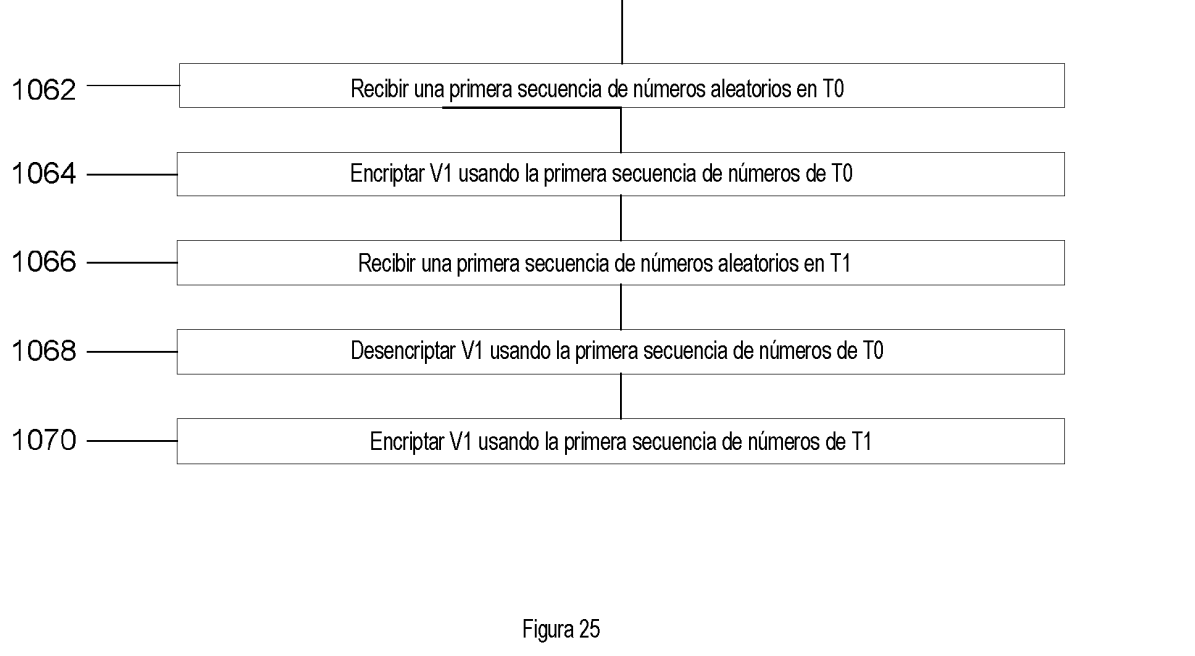 1062 Recibir una primera secuencia de números aleatorios en T0
1064 Encriptar V1 usando la primera secuencia de números de T0
1066 Recibir una primera secuencia de números aleatorios en T1
1068 Desencriptar V1 usando la primera secuencia de números de T0
1070 Encriptar V1 usando la primera secuencia de números de T1
Figura 25